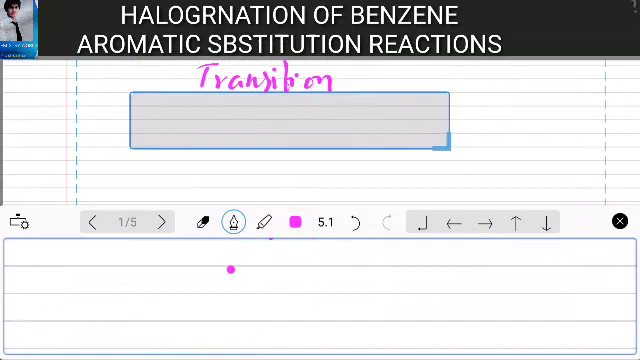 HALOGRNATION OF BENZENE
AROMATIC SBSTITUTION REACTIONS
Transition
1/5
5.1